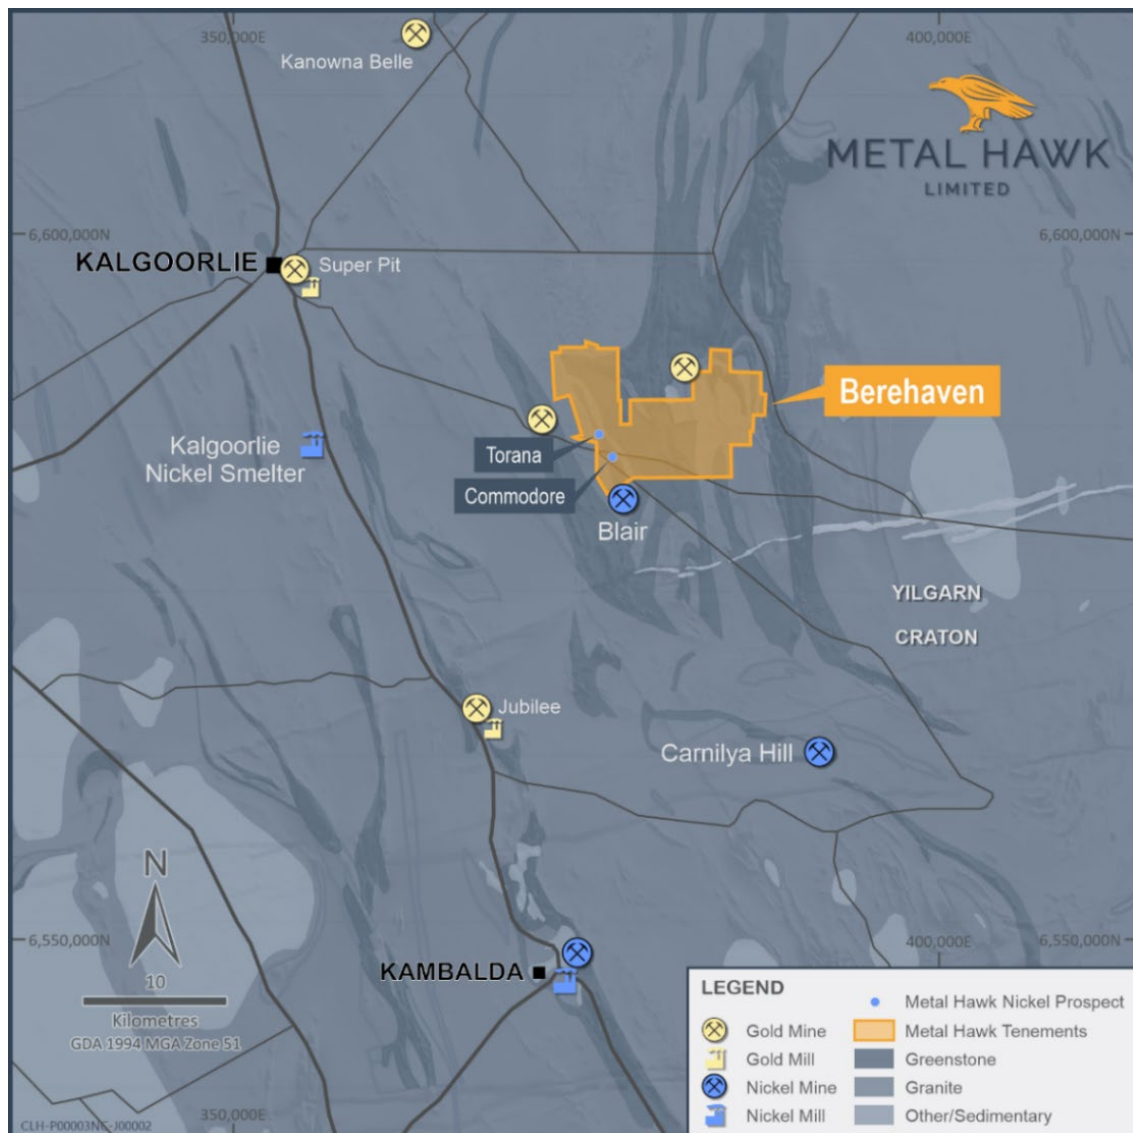 350,000E
400,000E
Kanowna Belle
METAL HAWK
LIMITED
6,600,000N
6,600,000N
KALGOORLIE
Super Pit
Berehaven
Kalgoorlie
Nickel Smelter
Torana
Commodore
Blair
YILGARN
CRATON
Jubilee
Carnilya Hill
N
6,550,000N
400,000E
6,550,000N
KAMBALDA
10
Kilometres
GDA 1994 MGA Zone 51
350,000E
CLH-P00003NC-J00002
LEGEND
Gold Mine
Gold Mill
Nickel Mine
Nickel Mill
Metal Hawk Nickel Prospect
Metal Hawk Tenements
Greenstone
Granite
Other/Sedimentary